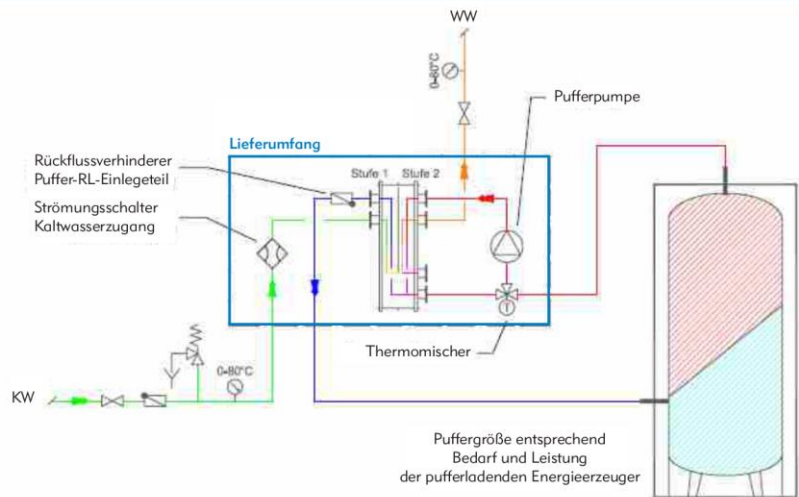 WW
0-80°C
Pufferpumpe
Lieferumfang
Rückflussverhinderer
Puffer-RL-Einlegeteil
Stufe 1
Stufe 2
Strömungsschalter
Kaltwasserzugang
T
Thermomischer
0-80°C
KW
Puffergröße entsprechend
Bedarf und Leistung
der pufferladenden Energieerzeuger